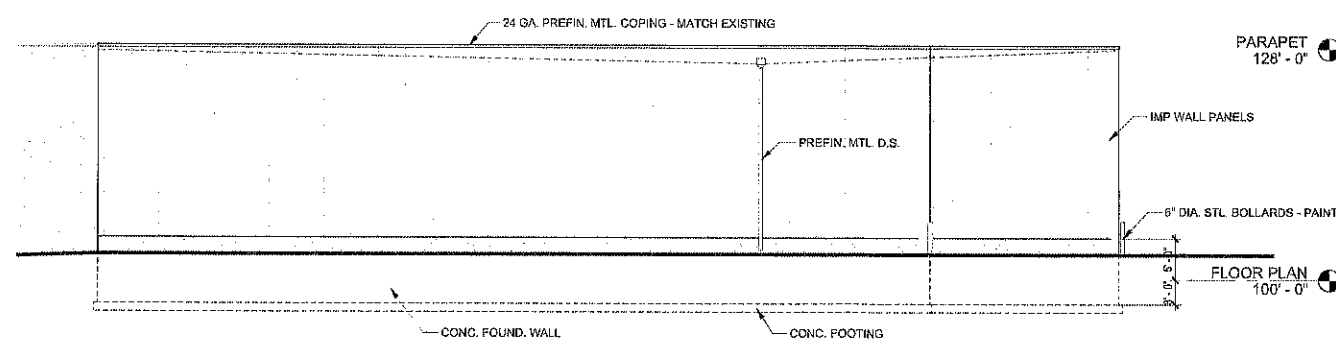 24 GA. PREFIN. MTL. COPING - MATCH EXISTING
PARAPET
128' - 0"
IMP WALL PANELS
PREFIN. MTL. D.S.
6" DIA. STL. BOLLARDS - PAINT
FLOOR PLAN
100' - 0"
CONC. FOUND. WALL
CONC. FOOTING